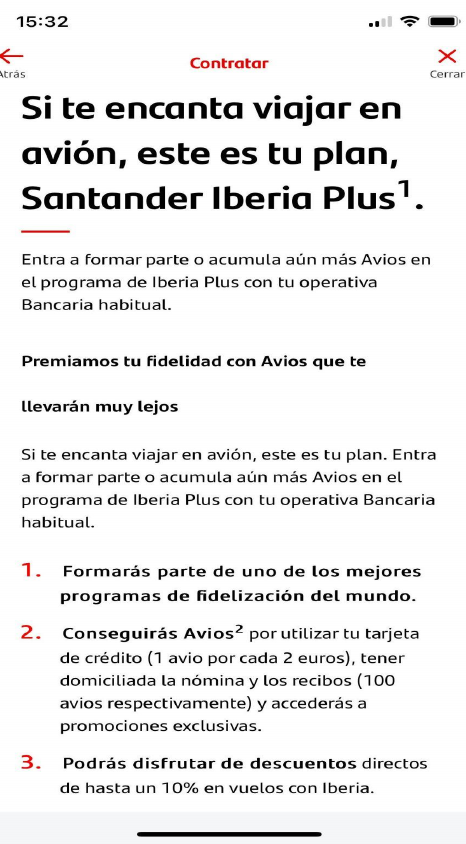 15:32
Atrás
Contratar
Cerrar
Si te encanta viajar en
avión, este es tu plan,
Santander Iberia Plus¹.
Entra a formar parte o acumula aún más Avios en
el programa de Iberia Plus con tu operativa
Bancaria habitual.
Premiamos tu fidelidad con Avios que te
llevarán muy lejos
Si te encanta viajar en avión, este es tu plan. Entra
a formar parte o acumula aún más Avios en el
programa de Iberia Plus con tu operativa Bancaria
habitual.
1. Formarás parte de uno de los mejores
programas de fidelización del mundo.
2. Conseguirás Avios² por utilizar tu tarjeta
de crédito (1 avio por cada 2 euros), tener
domiciliada la nómina y los recibos (100
avios respectivamente) y accederás a
promociones exclusivas.
3. Podrás disfrutar de descuentos directos
de hasta un 10% en vuelos con Iberia.